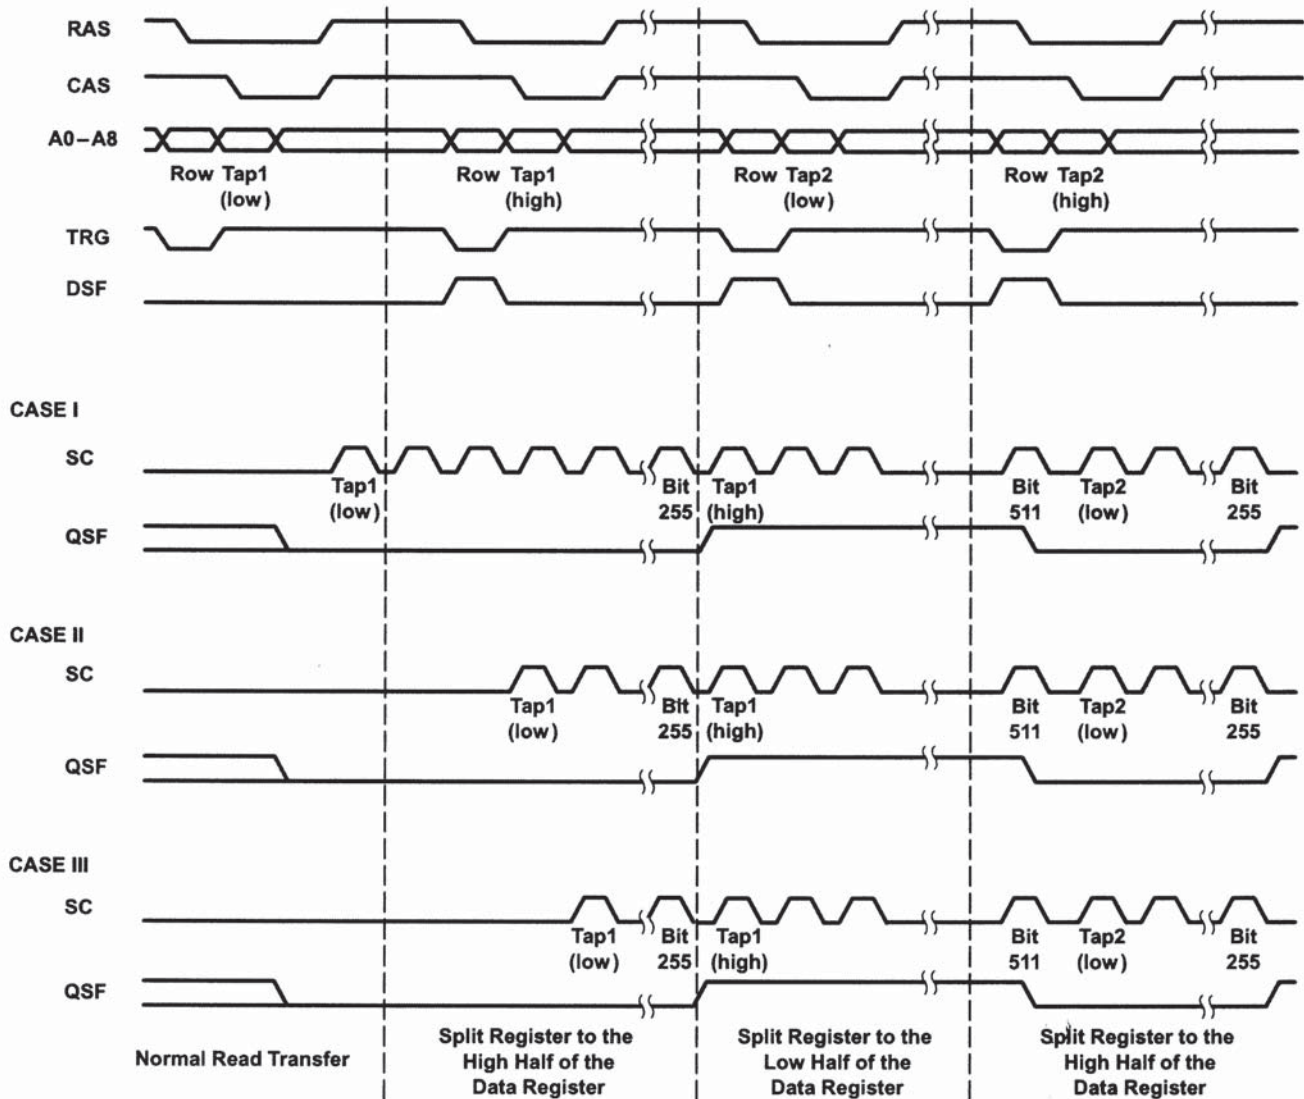 RAS
CAS
A0–A8
Row Tap1 Row Tap1 Row Tap2 Row Tap2
(low) (high) (low) (high)
TRG
DSF
CASE I
SC
Tap1 Bit Tap1 Bit Tap2 Bit
(low) 255 (high) 511 (low) 255
QSF
CASE II
SC
Tap1 Bit Tap1 Bit Tap2 Bit
(low) 255 (high) 511 (low) 255
QSF
CASE III
SC
Tap1 Bit Tap1 Bit Tap2 Bit
(low) 255 (high) 511 (low) 255
QSF
Normal Read Transfer
Split Register to the
High Half of the
Data Register
Split Register to the
Low Half of the
Data Register
Split Register to the
High Half of the
Data Register